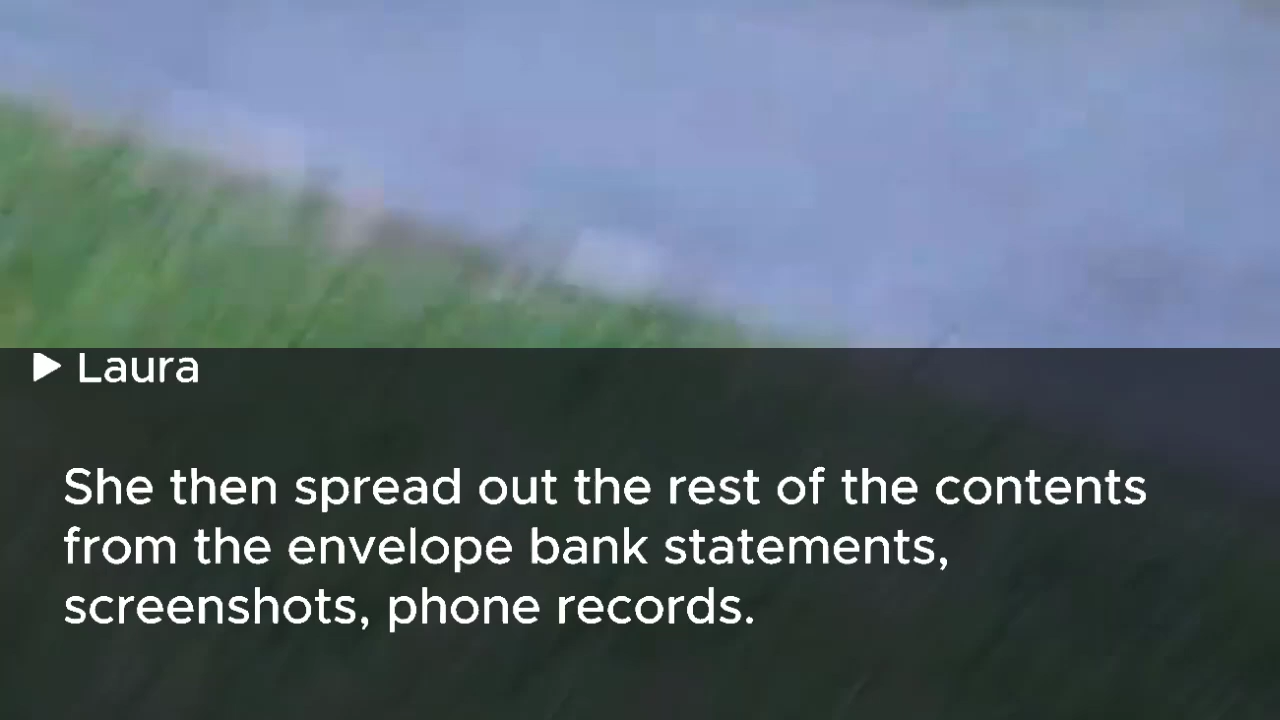 Laura
She then spread out the rest of the contents
from the envelope bank statements,
screenshots, phone records.